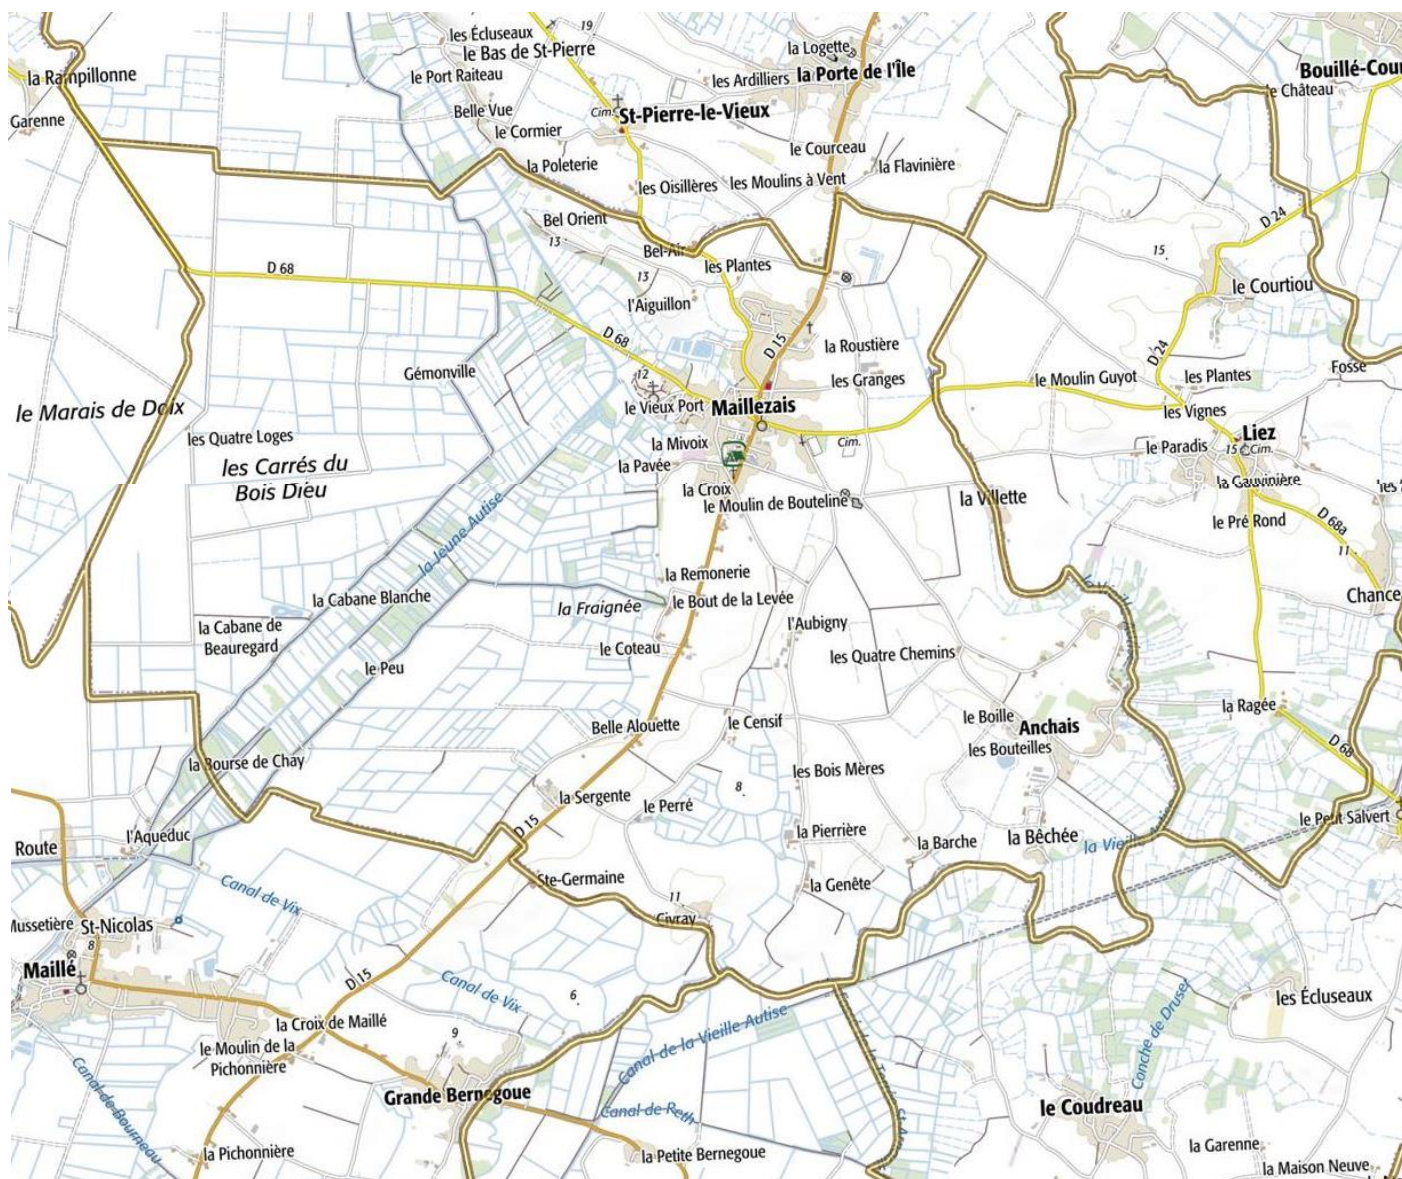 les Écluseaux
19
le Bas de St-Pierre
la Logette
la Rampillonne
le Port Raiteau
les Ardilliers
la Porte de l'Île
Bouillé-Cour
le Château
Garenne
Belle Vue
Cim.
St-Pierre-le-Vieux
le Cormier
le Courceau
la Poleterie
les Oisillères
les Moulins à Vent
la Flavinière
Bel Orient
13
Bel-Air
D 24
15
D 68
13
les Plantes
l'Aiguillon
le Courtiou
D 68
D 15
la Roustière
D 24
Gémonville
12
les Granges
le Moulin Guyot
les Plantes
Fosse
le Marais de Doix
le Vieux Port
Maillezais
les Vignes
les Quatre Loges
la Mivoix
Cim.
le Paradis
Liez
15
Cim.
les Carrés du
Bois Dieu
la Pavée
la Croix
le Moulin de Bouteline
la Villette
la Gauvinière
les
le Pré Rond
D 68a
la Jeune Autise
11
la Remonerie
la Cabane Blanche
la Fraignée
le Bout de la Levée
Chance
la Cabane de
Beauregard
l'Aubigny
le Coteau
les Quatre Chemins
le Peu
la Ragée
Belle Alouette
le Censif
le Boille
Anchais
les Bouteilles
D 68
la Bourse de Chay
les Bois Mères
8
la Sergente
le Perré
le Petit Salvert
l'Aqueduc
D 15
la Pierrière
la Barche
la Bêchée
la Vieille Autise
Route
Canal de Vix
Ste-Germaine
la Genête
11
Civray
Mussetière
St-Nicolas
8
Maillé
D 15
Canal de Vix
6
les Écluseaux
Conche de Druser
la Croix de Maillé
9
Canal de la Vieille Autise
le Moulin de la
Pichonnière
Canal de Bourneau
Grande Bernegoue
Canal de Reth
le Coudreau
la Pichonnière
la Petite Bernegoue
la Garenne
la Maison Neuve